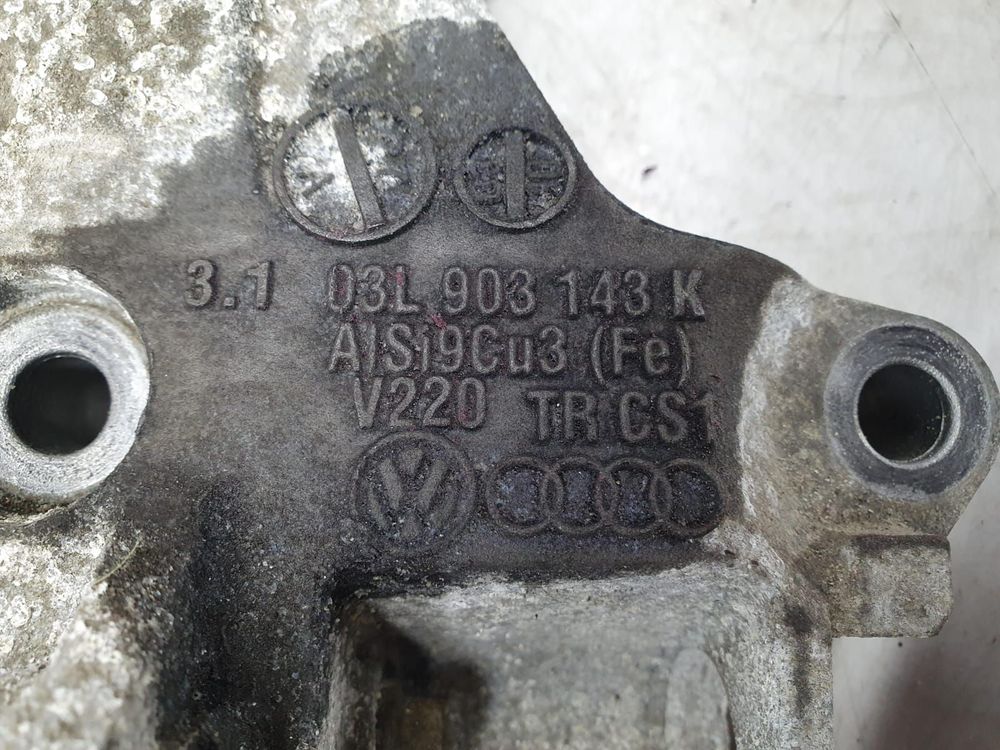 3.1 03L 903 143 K
AlSi9Cu3 (Fe)
V220 TR CS1